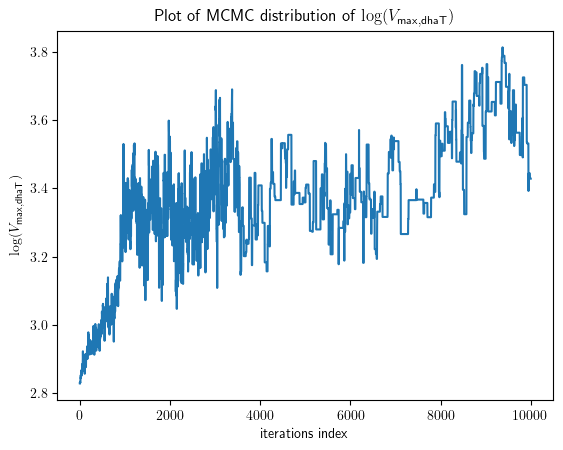 Plot of MCMC distribution of log(V_max,dhaT)
log(V_max,dhaT)
3.8
3.6
3.4
3.2
3.0
2.8
0 2000 4000 6000 8000 10000
iterations index